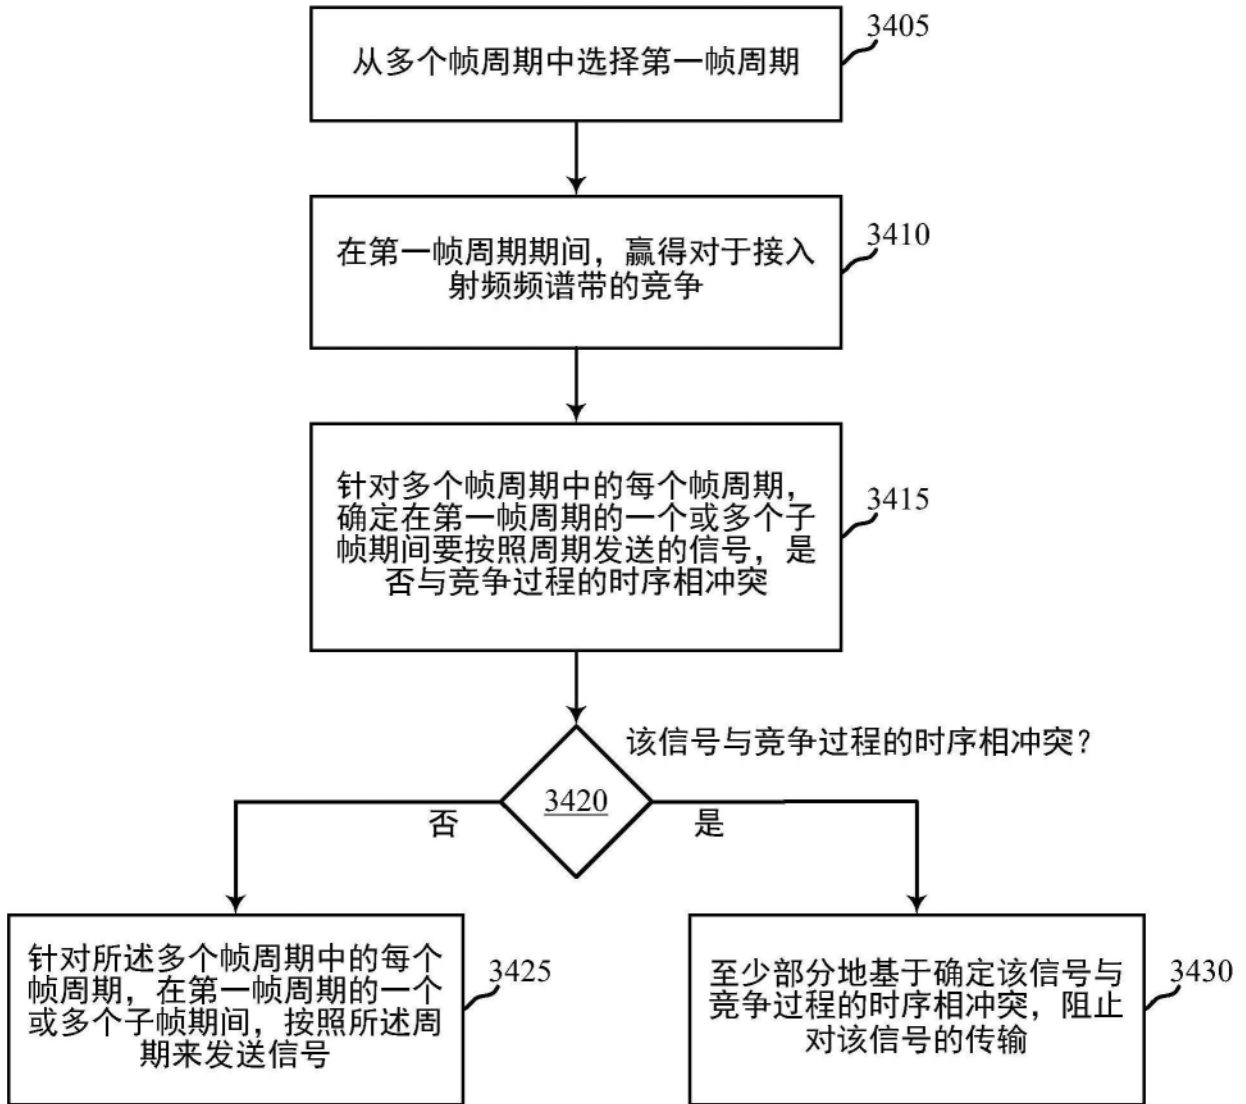 从多个帧周期中选择第一帧周期
3405
在第一帧周期期间，赢得对于接入
射频频谱带的竞争
3410
针对多个帧周期中的每个帧周期，
确定在第一帧周期的一个或多个子
帧期间要按照周期发送的信号，是
否与竞争过程的时序相冲突
3415
该信号与竞争过程的时序相冲突？
3420
否
是
针对所述多个帧周期中的每个
帧周期，在第一帧周期的一个
或多个子帧期间，按照所述周
期来发送信号
3425
至少部分地基于确定该信号与
竞争过程的时序相冲突，阻止
对该信号的传输
3430